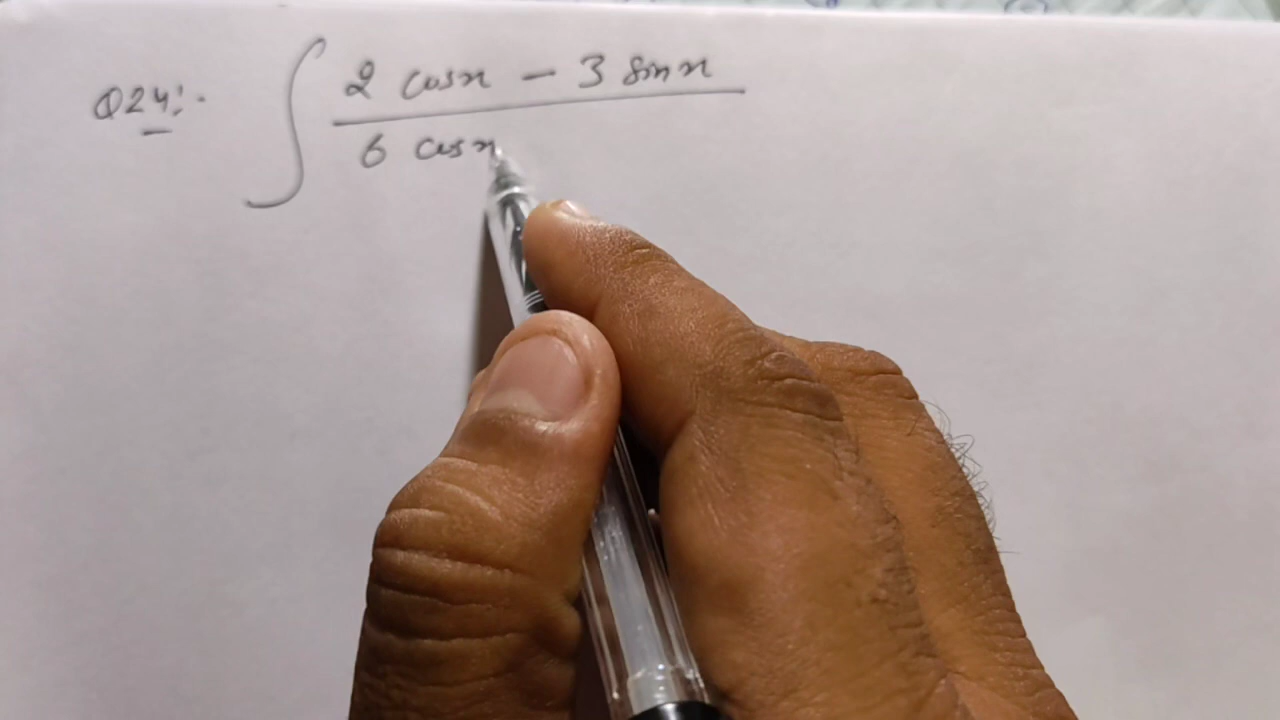 Q24:- ∫ (2 cosx - 3 sinx) / (6 cosx